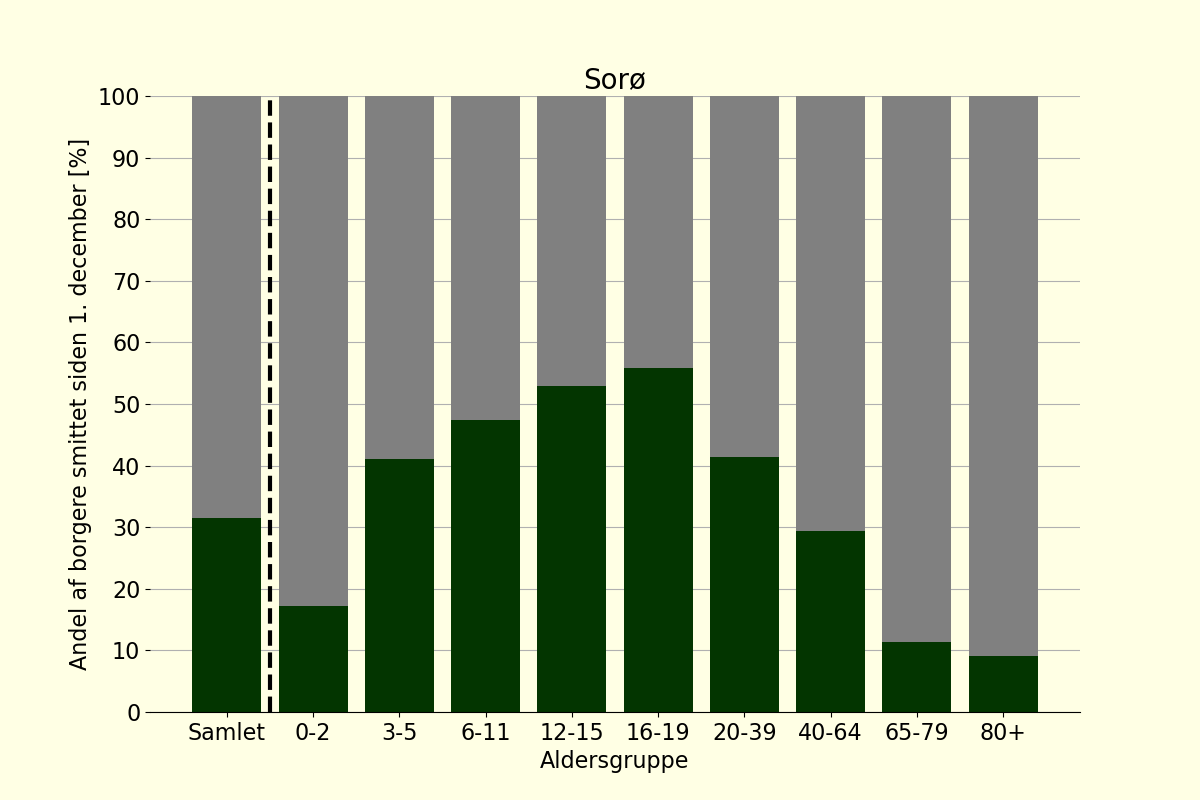 Sorø
Andel af borgere smittet siden 1. december [%]
100
90
80
70
60
50
40
30
20
10
0
Samlet 0-2 3-5 6-11 12-15 16-19 20-39 40-64 65-79 80+
Aldersgruppe